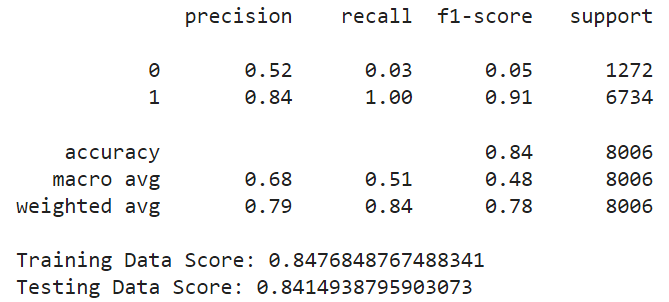 precision recall f1-score support
0 0.52 0.03 0.05 1272
1 0.84 1.00 0.91 6734
accuracy 0.84 8006
macro avg 0.68 0.51 0.48 8006
weighted avg 0.79 0.84 0.78 8006
Training Data Score: 0.8476848767488341
Testing Data Score: 0.8414938795903073